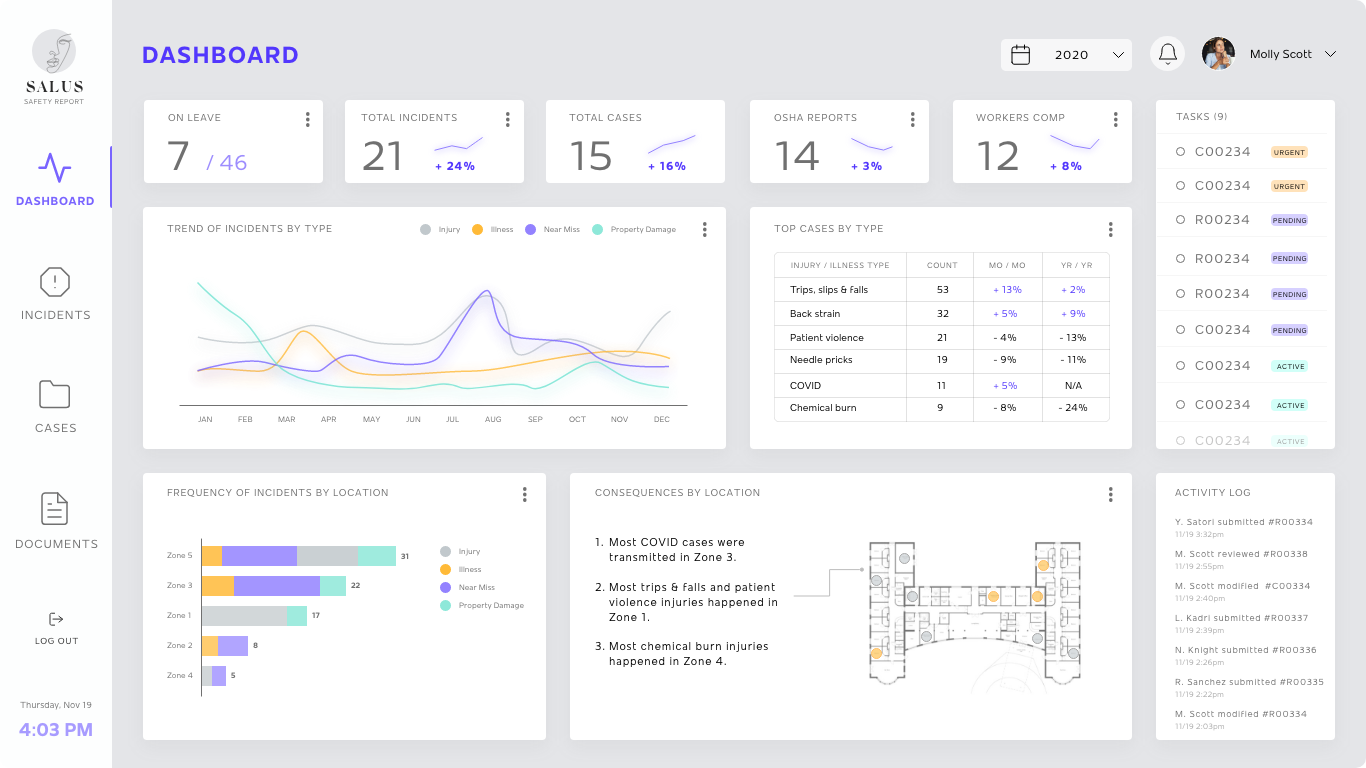 SALUS
SAFETY REPORT
DASHBOARD
INCIDENTS
CASES
DOCUMENTS
LOG OUT
Thursday, Nov 19
4:03 PM
DASHBOARD
2020
Molly Scott
ON LEAVE
7 / 46
TOTAL INCIDENTS
21
+ 24%
TOTAL CASES
15
+ 16%
OSHA REPORTS
14
+ 3%
WORKERS COMP
12
+ 8%
TASKS (9)
C00234 URGENT
C00234 URGENT
R00234 PENDING
R00234 PENDING
R00234 PENDING
C00234 PENDING
C00234 ACTIVE
C00234 ACTIVE
C00234 ACTIVE
TREND OF INCIDENTS BY TYPE
Injury Illness Near Miss Property Damage
JAN FEB MAR APR MAY JUN JUL AUG SEP OCT NOV DEC
TOP CASES BY TYPE
INJURY / ILLNESS TYPE COUNT MO / MO YR / YR
Trips, slips & falls 53 + 13% + 2%
Back strain 32 + 5% + 9%
Patient violence 21 - 4% - 13%
Needle pricks 19 - 9% - 11%
COVID 11 + 5% N/A
Chemical burn 9 - 8% - 24%
FREQUENCY OF INCIDENTS BY LOCATION
Zone 5 31
Zone 3 22
Zone 1 17
Zone 2 8
Zone 4 5
Injury
Illness
Near Miss
Property Damage
CONSEQUENCES BY LOCATION
1. Most COVID cases were
transmitted in Zone 3.
2. Most trips & falls and patient
violence injuries happened in
Zone 1.
3. Most chemical burn injuries
happened in Zone 4.
ACTIVITY LOG
Y. Satori submitted #R00334
11/19 3:32pm
M. Scott reviewed #R00338
11/19 2:55pm
M. Scott modified #C00334
11/19 2:40pm
L. Kadri submitted #R00337
11/19 2:39pm
N. Knight submitted #R00336
11/19 2:26pm
R. Sanchez submitted #R00335
11/19 2:22pm
M. Scott modified #R00334
11/19 2:03pm